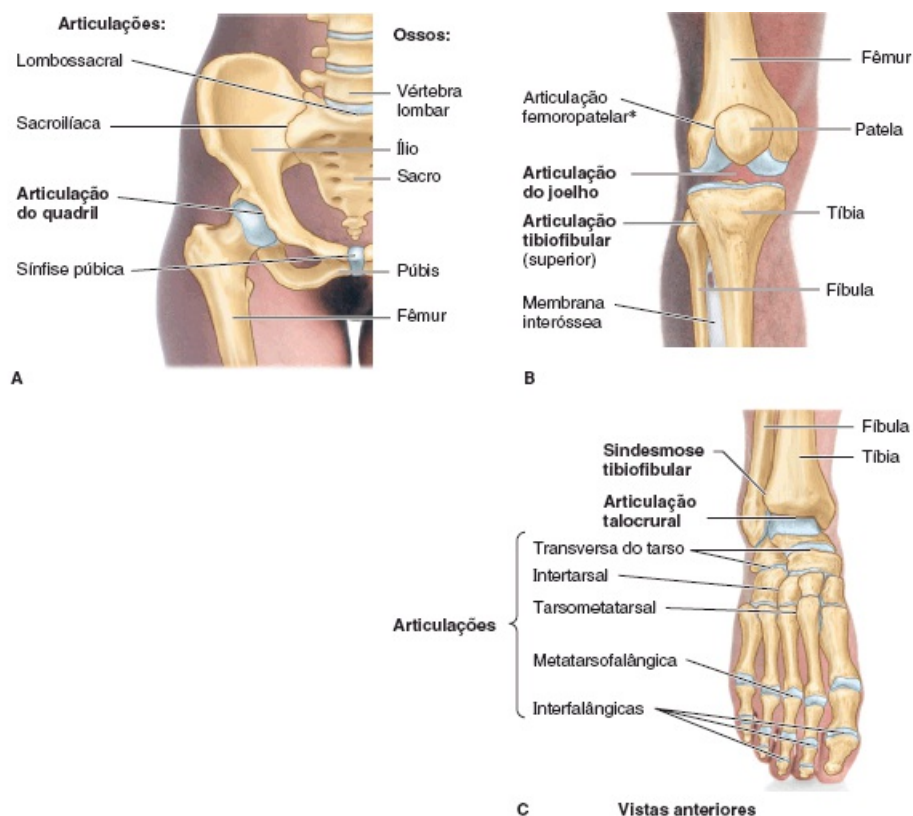 Articulações:
Lombossacral
Sacroilíaca
Articulação
do quadril
Sínfise púbica
Ossos:
Vértebra
lombar
Ílio
Sacro
Púbis
Fêmur
A
Articulação
femoropatelar*
Articulação
do joelho
Articulação
tibiofibular
(superior)
Membrana
interóssea
Fêmur
Patela
Tíbia
Fíbula
B
Fíbula
Tíbia
Sindesmose
tibiofibular
Articulação
talocrural
Articulações
Transversa do tarso
Intertarsal
Tarsometatarsal
Metatarsofalângica
Interfalângicas
C
Vistas anteriores